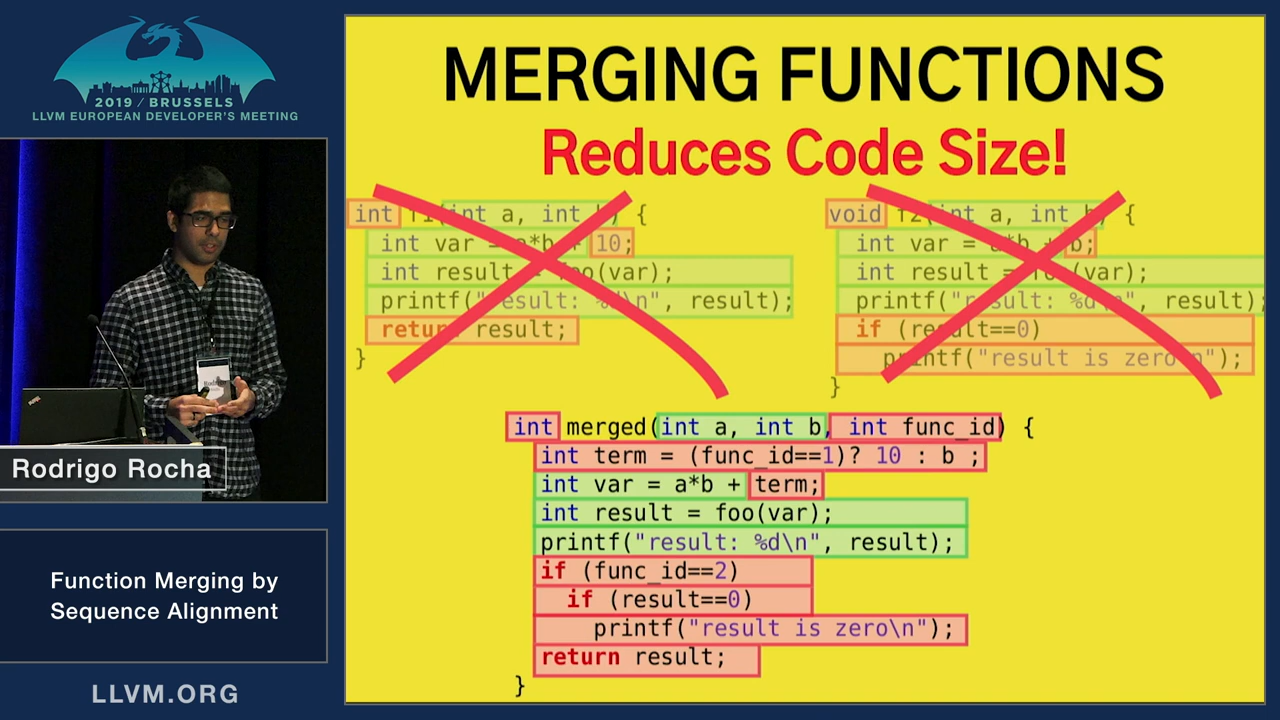 2019 / BRUSSELS
LLVM EUROPEAN DEVELOPER'S MEETING
MERGING FUNCTIONS
Reduces Code Size!
int f1(int a, int b) {
int var = a*b + 10;
int result = foo(var);
printf("result: %d\n", result);
return result;
}
void f2(int a, int b) {
int var = a*b + b;
int result = foo(var);
printf("result: %d\n", result);
if (result==0)
printf("result is zero\n");
}
int merged(int a, int b, int func_id) {
int term = (func_id==1)? 10 : b ;
int var = a*b + term;
int result = foo(var);
printf("result: %d\n", result);
if (func_id==2)
if (result==0)
printf("result is zero\n");
return result;
}
Rodrigo
Rodrigo Rocha
Function Merging by
Sequence Alignment
LLVM.ORG